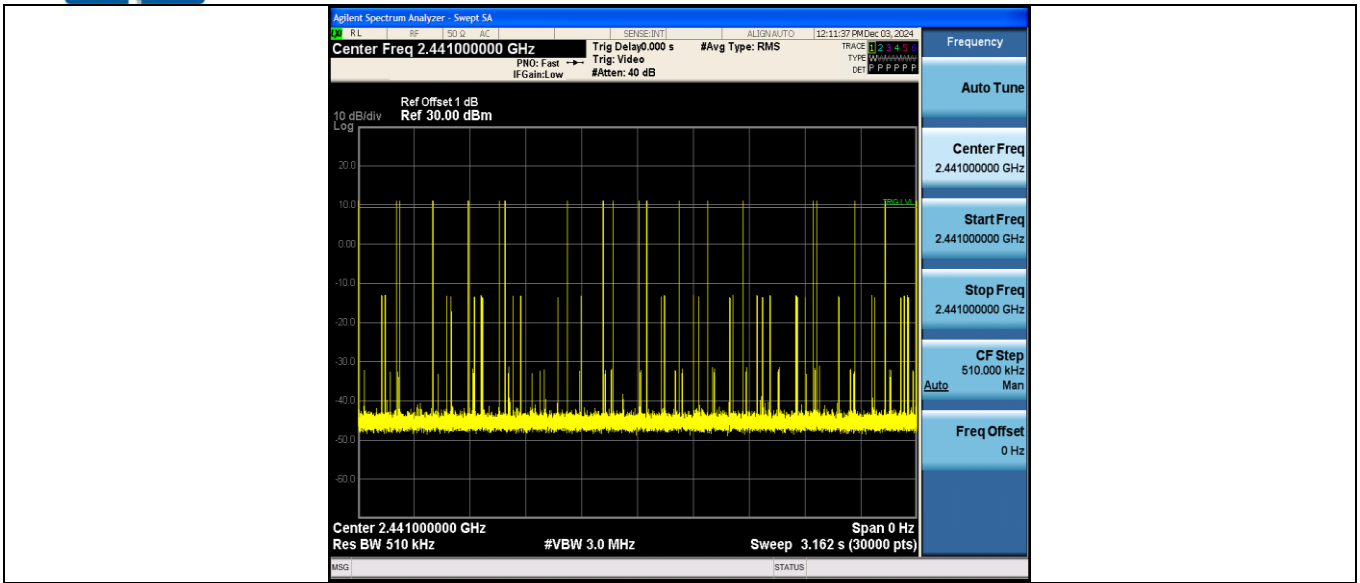 Agilent Spectrum Analyzer - Swept SA
RL RF 50 Ω AC SENSE:INT ALIGNAUTO 12:11:37 PM Dec 03, 2024
Center Freq 2.441000000 GHz
PNO: Fast
IFGain:Low
Trig Delay0.000 s
Trig: Video
#Atten: 40 dB
#Avg Type: RMS
TRACE 1 2 3 4 5 6
TYPE
DET P P P P P P
Ref Offset 1 dB
10 dB/div Ref 30.00 dBm
Log
20.0
10.0
TRIG LVL
0.00
-10.0
-20.0
-30.0
-40.0
-50.0
-60.0
Center 2.441000000 GHz Span 0 Hz
Res BW 510 kHz #VBW 3.0 MHz Sweep 3.162 s (30000 pts)
MSG STATUS
Frequency
Auto Tune
Center Freq
2.441000000 GHz
Start Freq
2.441000000 GHz
Stop Freq
2.441000000 GHz
CF Step
510.000 kHz
Auto Man
Freq Offset
0 Hz